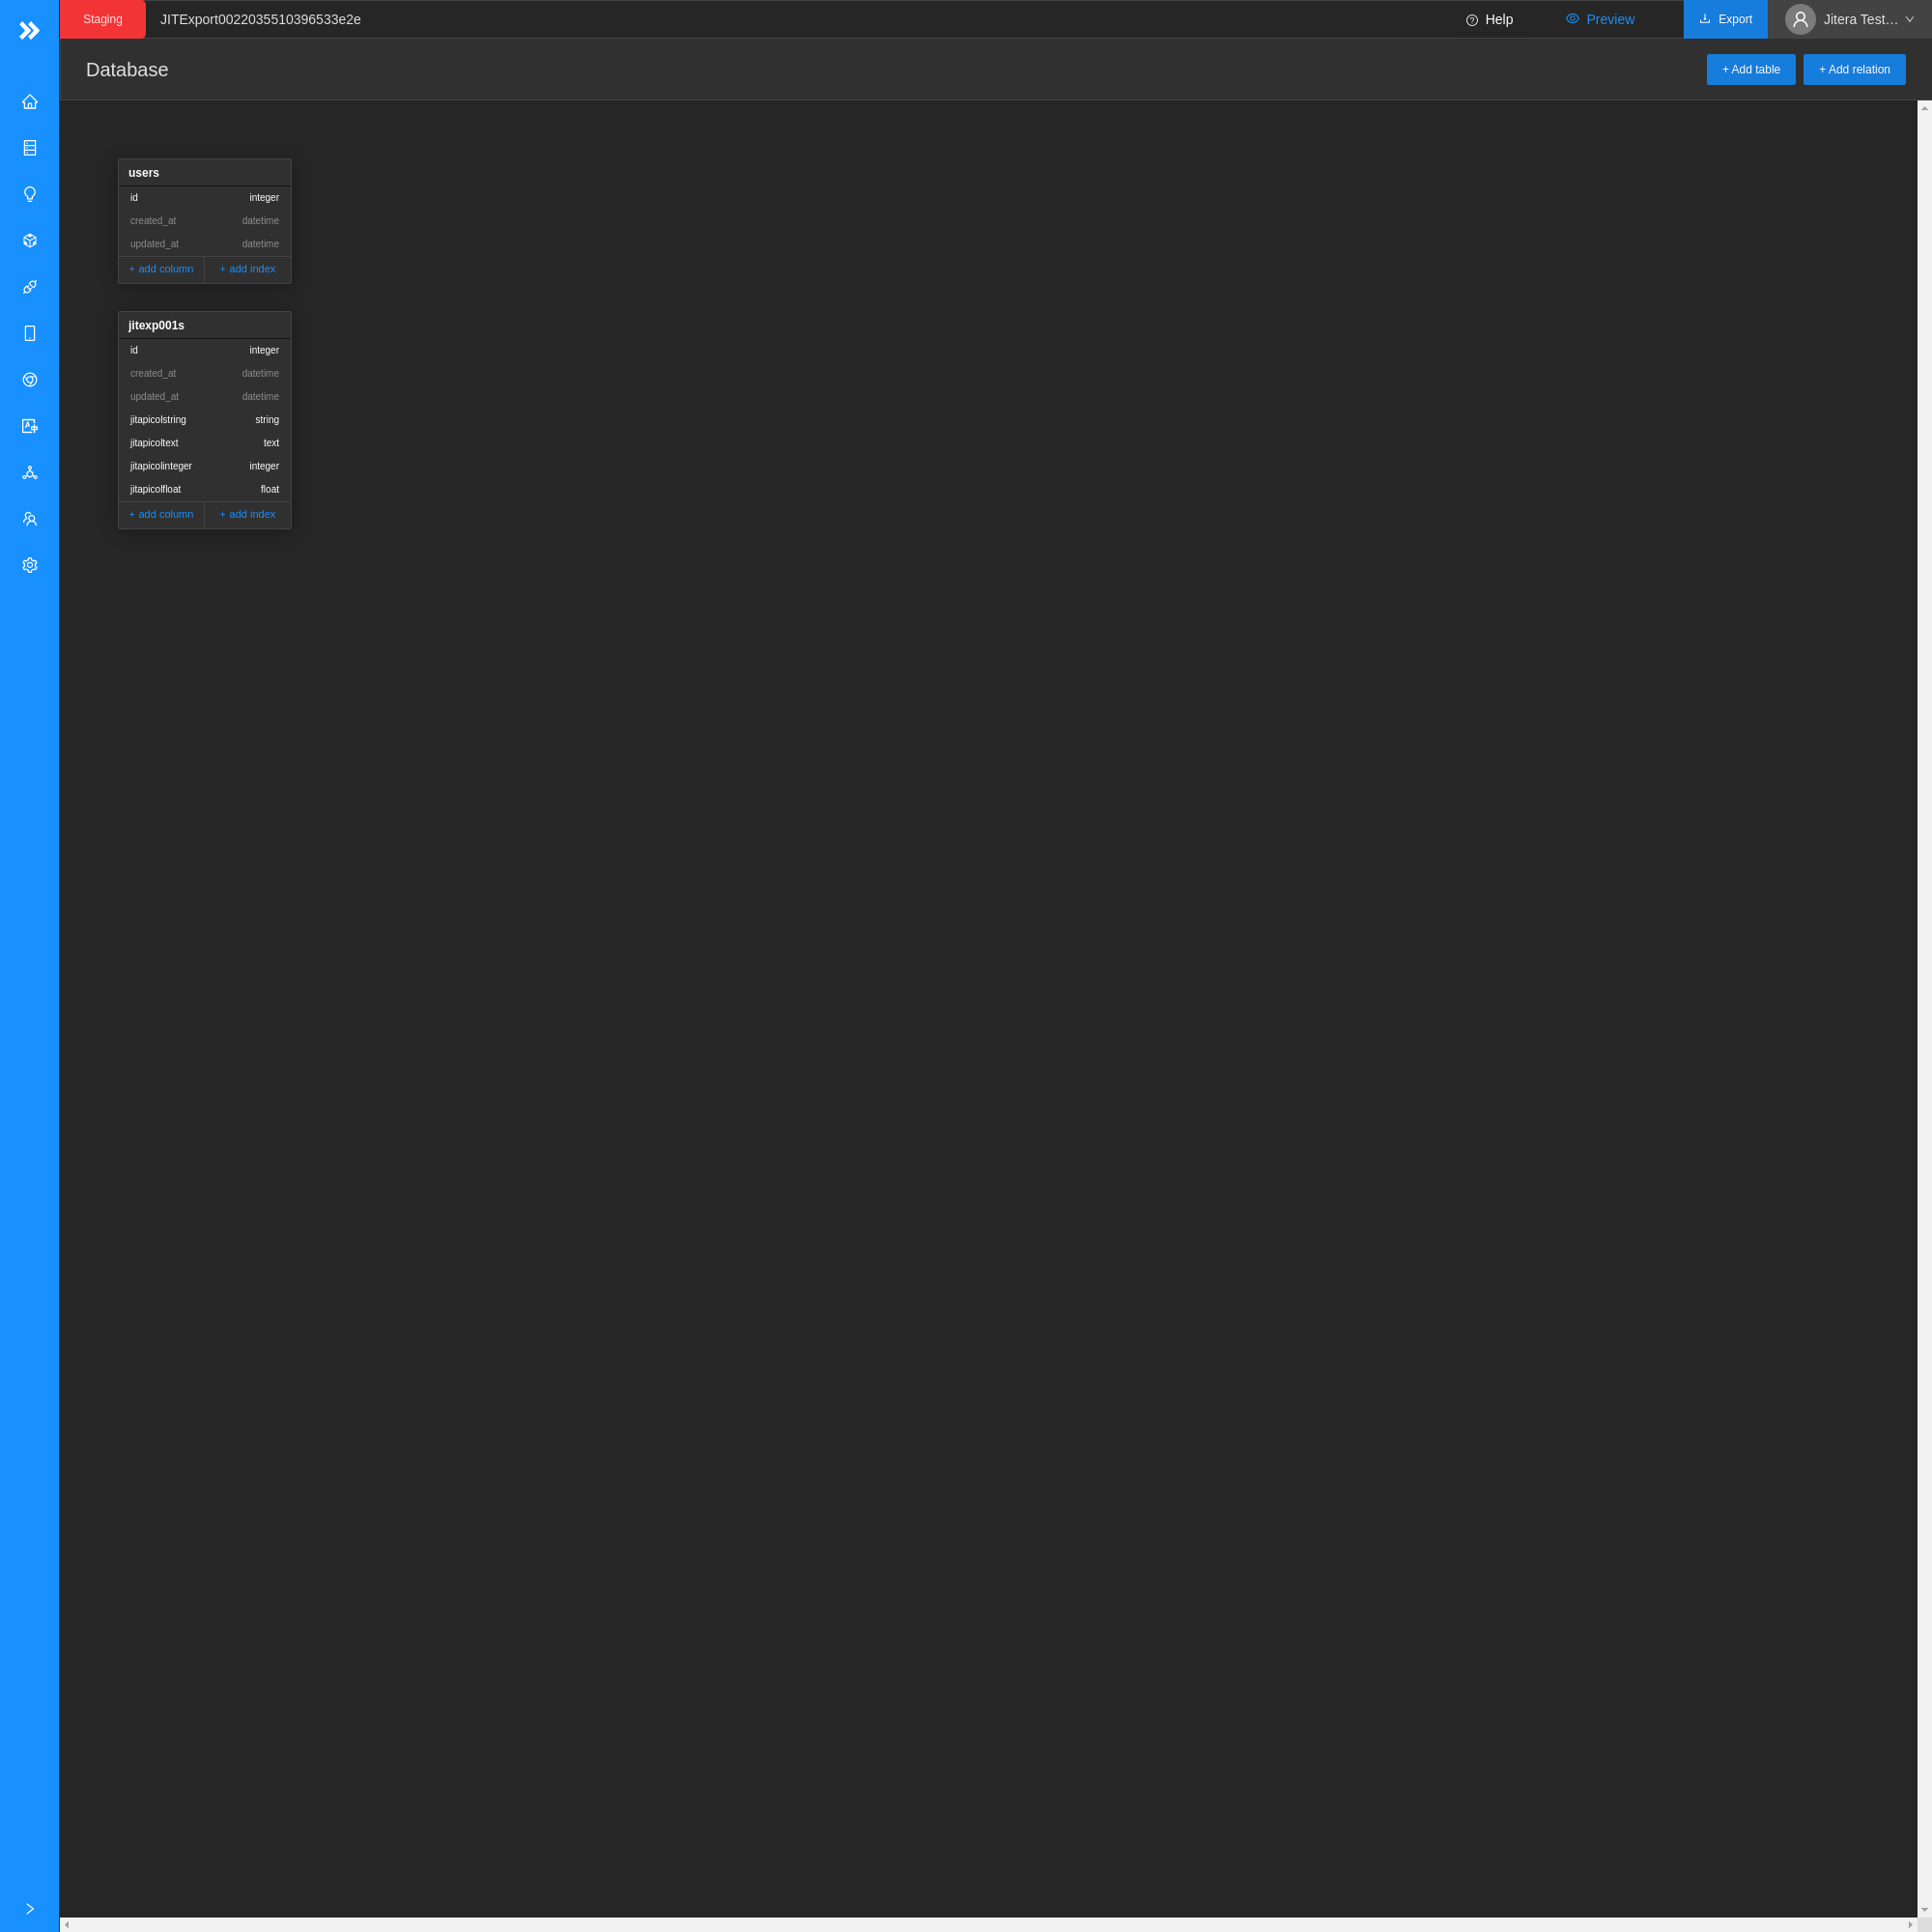 Staging JITExport0022035510396533e2e Help Preview Export Jitera Test…
Database + Add table + Add relation
users
id integer
created_at datetime
updated_at datetime
+ add column + add index
jitexp001s
id integer
created_at datetime
updated_at datetime
jitapicolstring string
jitapicoltext text
jitapicolinteger integer
jitapicolfloat float
+ add column + add index